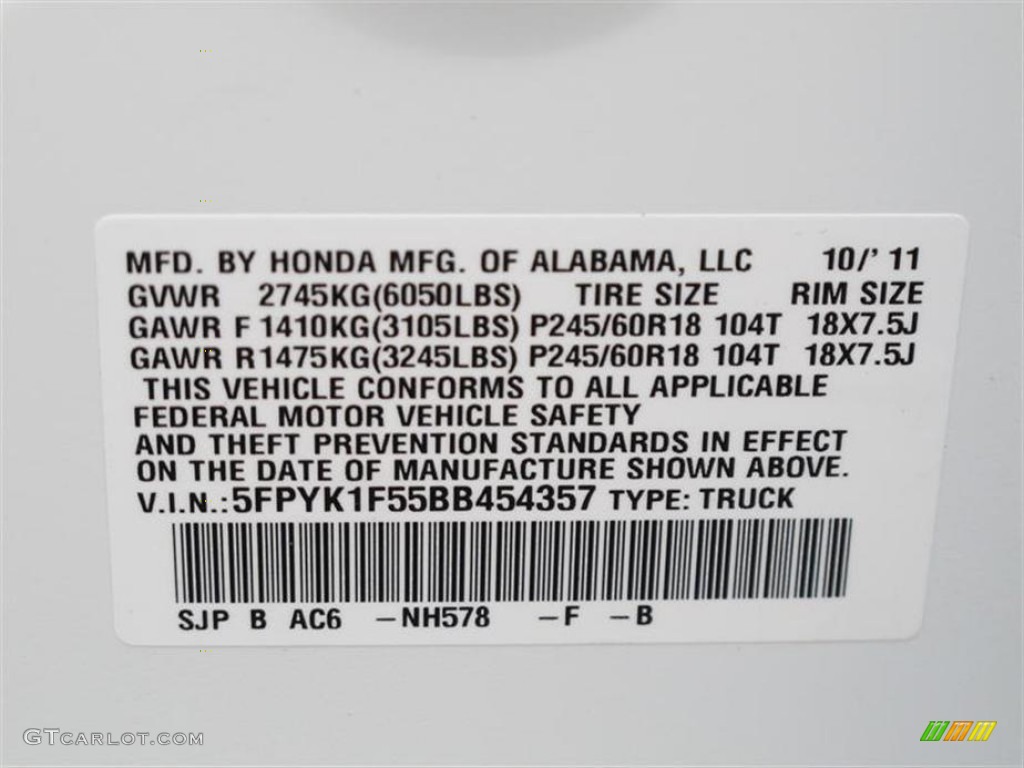 MFD. BY HONDA MFG. OF ALABAMA, LLC 10/' 11
GVWR 2745KG(6050LBS) TIRE SIZE RIM SIZE
GAWR F 1410KG(3105LBS) P245/60R18 104T 18X7.5J
GAWR R 1475KG(3245LBS) P245/60R18 104T 18X7.5J
THIS VEHICLE CONFORMS TO ALL APPLICABLE
FEDERAL MOTOR VEHICLE SAFETY
AND THEFT PREVENTION STANDARDS IN EFFECT
ON THE DATE OF MANUFACTURE SHOWN ABOVE.
V.I.N.: 5FPYK1F55BB454357 TYPE: TRUCK
SJP B AC6 –NH578 –F –B
GTCARLOT.COM